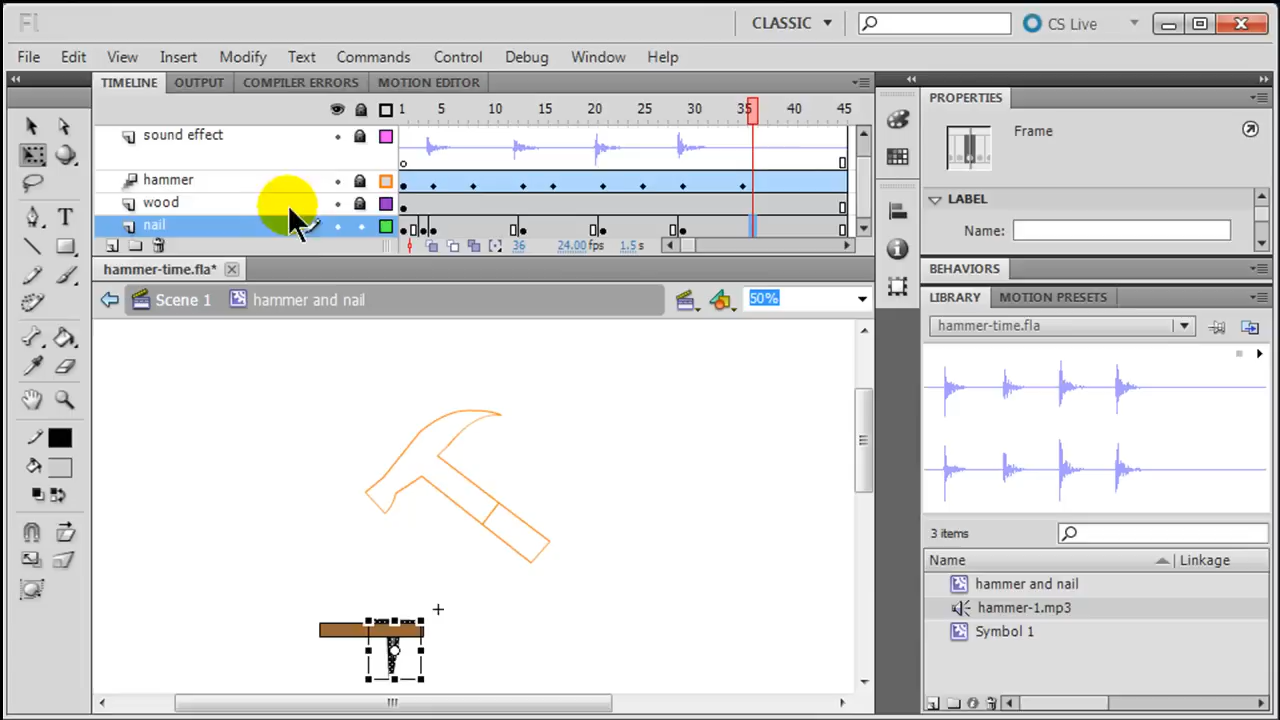 Fl
CLASSIC
CS Live
File Edit View Insert Modify Text Commands Control Debug Window Help
TIMELINE OUTPUT COMPILER ERRORS MOTION EDITOR
1 5 10 15 20 25 30 35 40 45
sound effect
hammer
wood
nail
36 24.00 fps 1.5 s
hammer-time.fla*
Scene 1 hammer and nail
50%
T
PROPERTIES
Frame
LABEL
Name:
BEHAVIORS
LIBRARY MOTION PRESETS
hammer-time.fla
3 items
Name Linkage
hammer and nail
hammer-1.mp3
Symbol 1